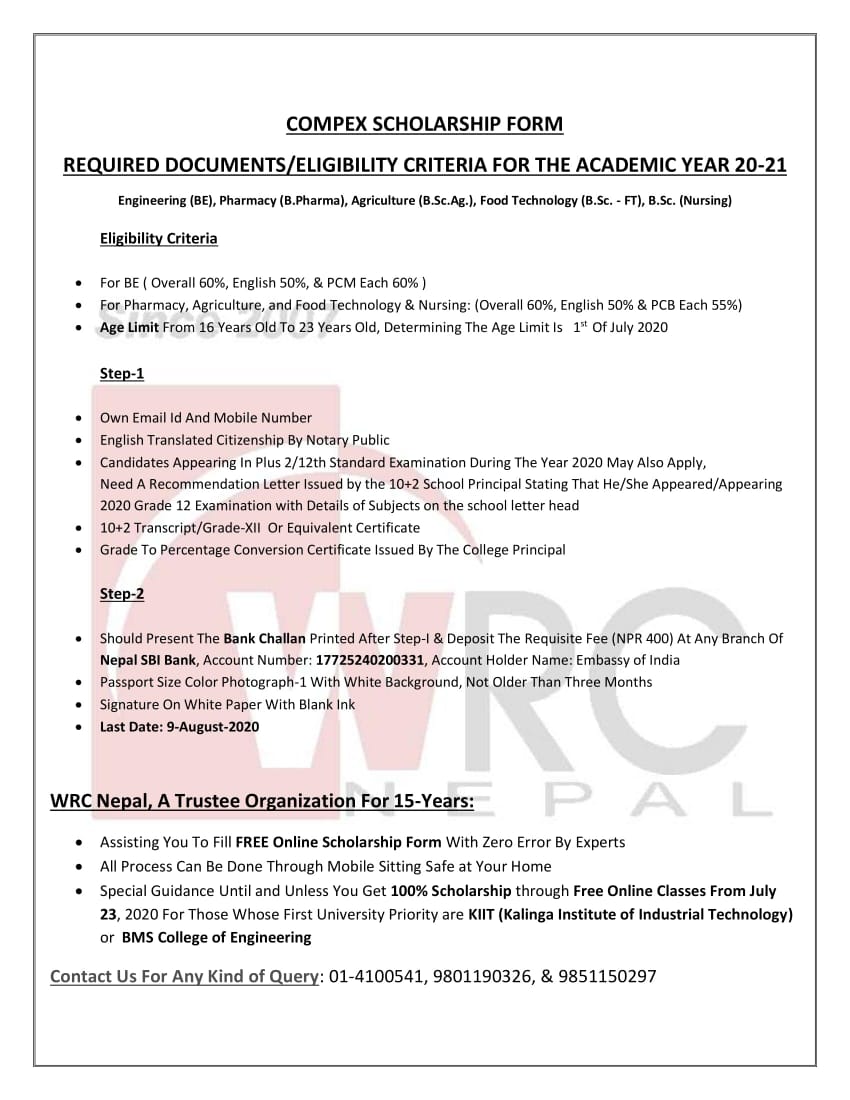 COMPEX SCHOLARSHIP FORM
REQUIRED DOCUMENTS/ELIGIBILITY CRITERIA FOR THE ACADEMIC YEAR 20-21
Engineering (BE), Pharmacy (B.Pharma), Agriculture (B.Sc.Ag.), Food Technology (B.Sc. - FT), B.Sc. (Nursing)
Eligibility Criteria
• For BE ( Overall 60%, English 50%, & PCM Each 60% )
• For Pharmacy, Agriculture, and Food Technology & Nursing: (Overall 60%, English 50% & PCB Each 55%)
Since 2007
• Age Limit From 16 Years Old To 23 Years Old, Determining The Age Limit Is 1st Of July 2020
Step-1
• Own Email Id And Mobile Number
• English Translated Citizenship By Notary Public
• Candidates Appearing In Plus 2/12th Standard Examination During The Year 2020 May Also Apply,
Need A Recommendation Letter Issued by the 10+2 School Principal Stating That He/She Appeared/Appearing
2020 Grade 12 Examination with Details of Subjects on the school letter head
• 10+2 Transcript/Grade-XII Or Equivalent Certificate
• Grade To Percentage Conversion Certificate Issued By The College Principal
Step-2
• Should Present The Bank Challan Printed After Step-I & Deposit The Requisite Fee (NPR 400) At Any Branch Of
Nepal SBI Bank, Account Number: 17725240200331, Account Holder Name: Embassy of India
• Passport Size Color Photograph-1 With White Background, Not Older Than Three Months
• Signature On White Paper With Blank Ink
• Last Date: 9-August-2020
WRC
NEPAL
WRC Nepal, A Trustee Organization For 15-Years:
• Assisting You To Fill FREE Online Scholarship Form With Zero Error By Experts
• All Process Can Be Done Through Mobile Sitting Safe at Your Home
• Special Guidance Until and Unless You Get 100% Scholarship through Free Online Classes From July
23, 2020 For Those Whose First University Priority are KIIT (Kalinga Institute of Industrial Technology)
or BMS College of Engineering
Contact Us For Any Kind of Query: 01-4100541, 9801190326, & 9851150297